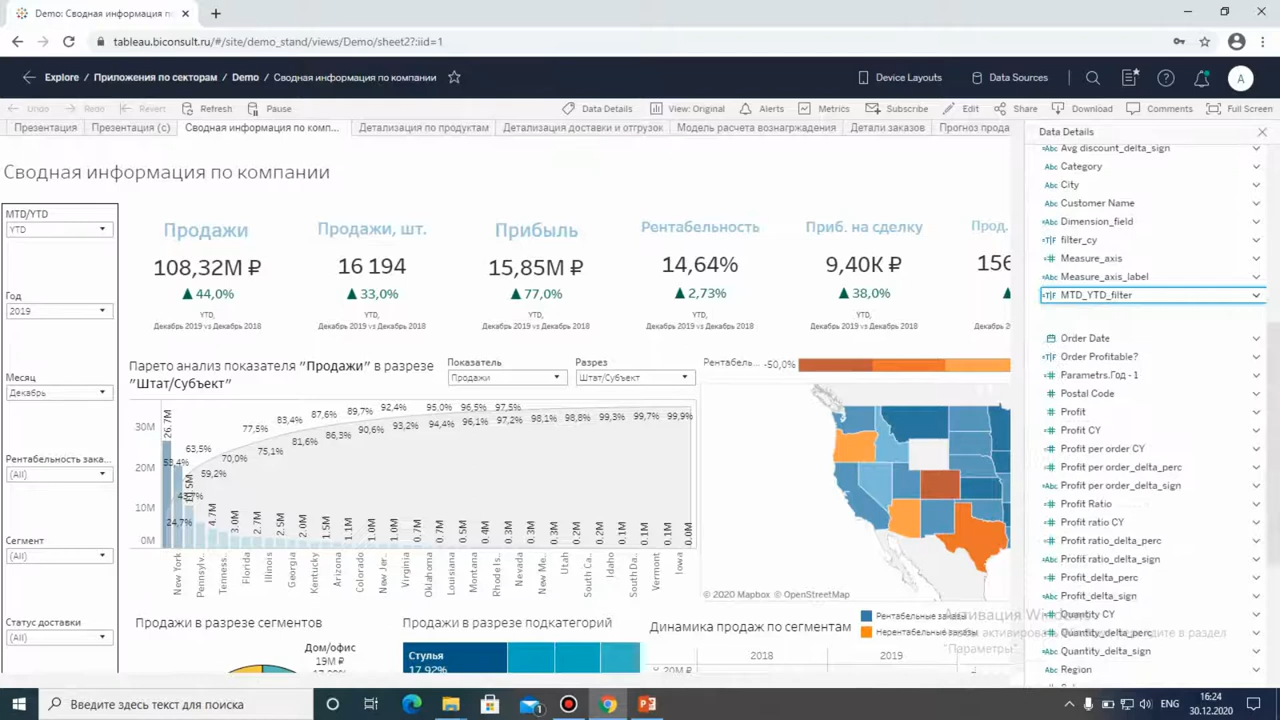 Demo: Сводная информация по
tableau.biconsult.ru/#/site/demo_stand/views/Demo/sheet2?:iid=1
Explore / Приложения по секторам / Demo / Сводная информация по компании
Device Layouts
Data Sources
A
Undo
Redo
Revert
Refresh
Pause
Data Details
View: Original
Alerts
Metrics
Subscribe
Edit
Share
Download
Comments
Full Screen
Презентация
Презентация (с)
Сводная информация по комп...
Детализация по продуктам
Детализация доставки и отгрузок
Модель расчета вознагрaждения
Детали заказов
Прогноз прода
Сводная информация по компании
MTD/YTD
YTD
Год
2019
Месяц
Декабрь
Рентабельность зака...
(All)
Сегмент
(All)
Статус доставки
(All)
Продажи
108,32M ₽
▲44,0%
YTD,
Декабрь 2019 vs Декабрь 2018
Продажи, шт.
16 194
▲33,0%
YTD,
Декабрь 2019 vs Декабрь 2018
Прибыль
15,85M ₽
▲77,0%
YTD,
Декабрь 2019 vs Декабрь 2018
Рентабельность
14,64%
▲2,73%
YTD,
Декабрь 2019 vs Декабрь 2018
Приб. на сделку
9,40K ₽
▲38,0%
YTD,
Декабрь 2019 vs Декабрь 2018
Прод.
156
Декабрь 2
Парето анализ показателя "Продажи" в разрезе
"Штат/Субъект"
Показатель
Продажи
Разрез
Штат/Субъект
Рентабель...
-50,0%
30M
20M
10M
0M
26.7M
4.7M
3.0M
2.7M
2.5M
2.0M
1.5M
1.1M
1.0M
1.0M
0.7M
0.7M
0.5M
0.4M
0.3M
0.3M
0.3M
0.2M
0.2M
0.1M
0.1M
0.0M
24,7%
53,4%
59,2%
63,5%
70,0%
77,5%
75,1%
83,4%
81,6%
87,6%
86,3%
89,7%
90,6%
92,4%
93,2%
95,0%
94,4%
96,5%
96,1%
97,5%
97,2%
98,1%
98,8%
99,3%
99,7%
99,9%
New York
Pennsylv..
Tenness..
Florida
Illinois
Georgia
Kentucky
Arizona
Colorado
New Jer..
Virginia
Oklahoma
Louisiana
Montana
Rhode Is..
Nevada
New Me..
Utah
South Ca..
Idaho
South Da..
Vermont
Iowa
© 2020 Mapbox © OpenStreetMap
Рентабельные заказы
Нерентабельные заказы
Продажи в разрезе сегментов
Дом/офис
19M ₽
Продажи в разрезе подкатегорий
Стулья
17,92%
Динамика продаж по сегментам
2018
2019
20M
Data Details
Avg discount_delta_sign
Category
City
Customer Name
Dimension_field
filter_cy
Measure_axis
Measure_axis_label
MTD_YTD_filter
Order Date
Order Profitable?
Parametrs.Год - 1
Postal Code
Profit
Profit CY
Profit per order CY
Profit per order_delta_perc
Profit per order_delta_sign
Profit Ratio
Profit ratio CY
Profit ratio_delta_perc
Profit ratio_delta_sign
Profit_delta_perc
Profit_delta_sign
Quantity CY
Quantity_delta_perc
Quantity_delta_sign
Region
Активация Windows
"Параметры".
Введите здесь текст для поиска
ENG
16:24
30.12.2020